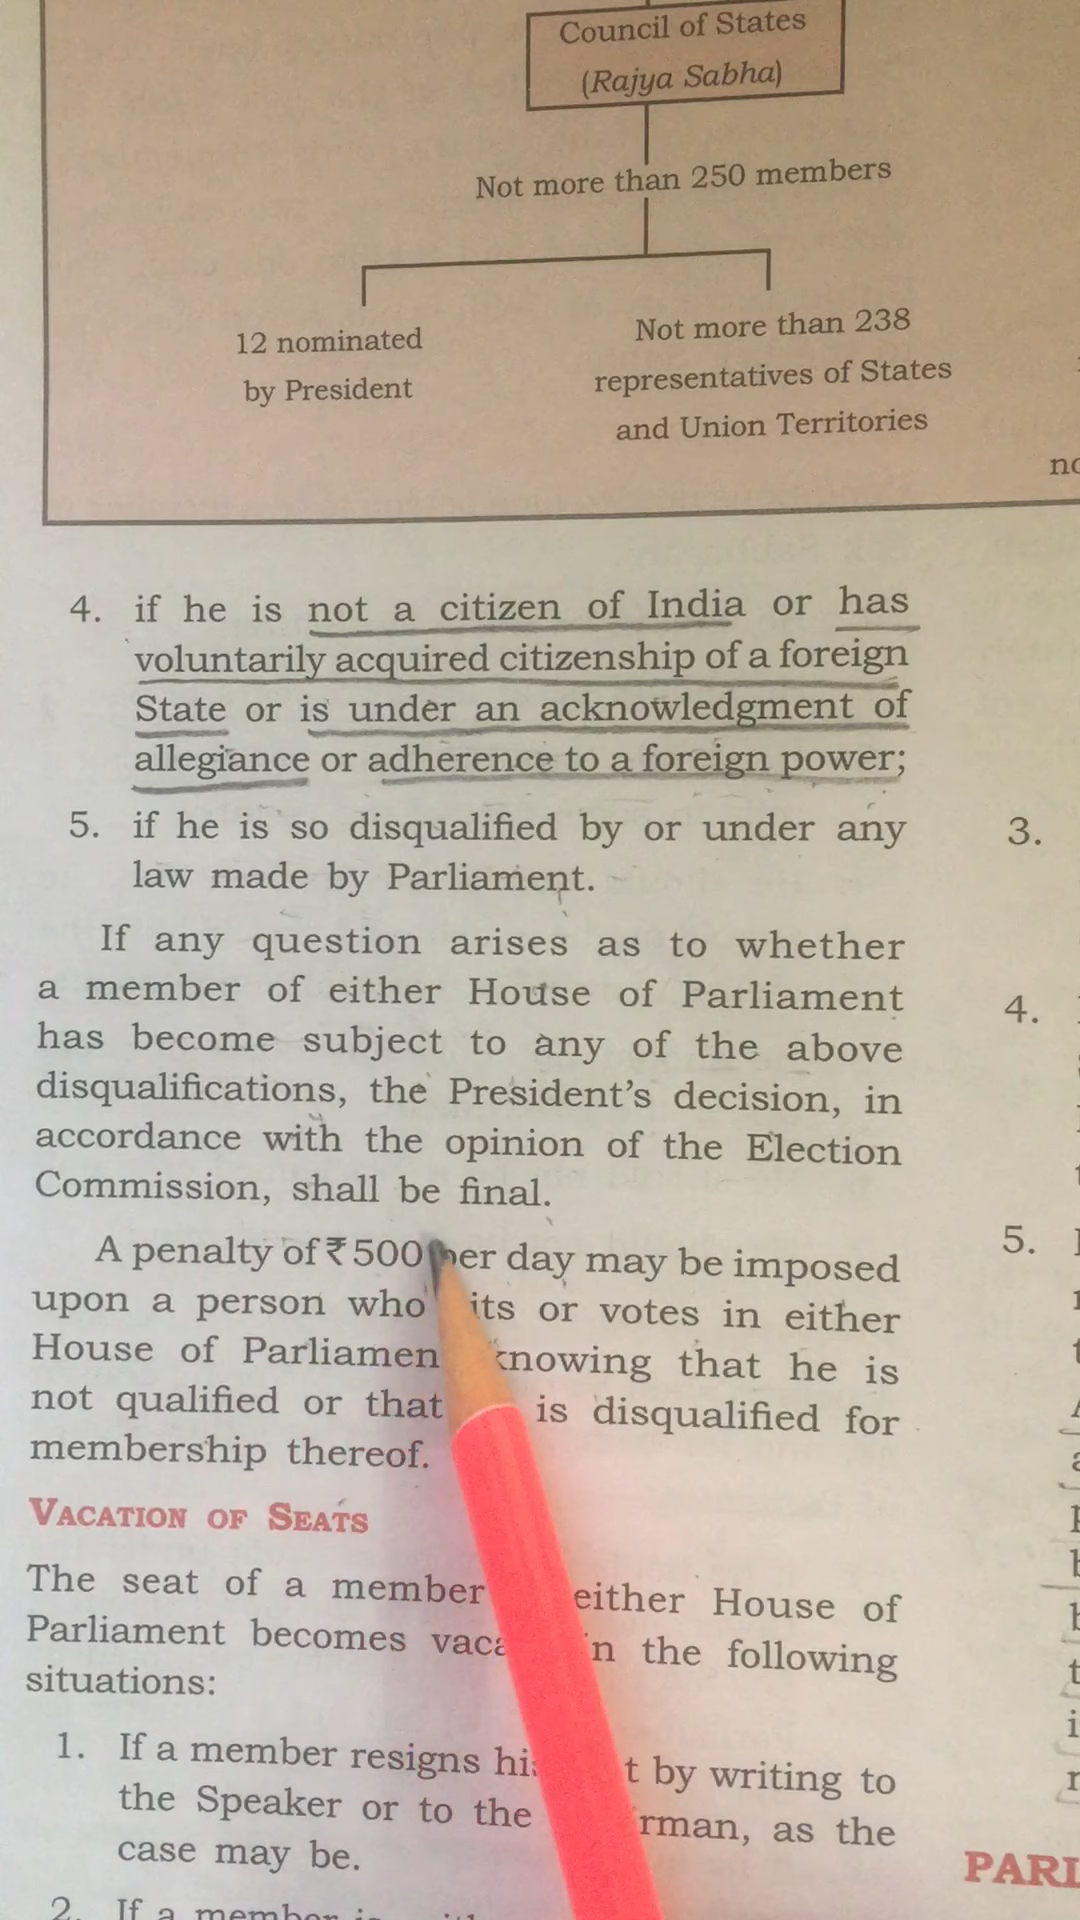 Council of States
(Rajya Sabha)
Not more than 250 members
12 nominated
by President
Not more than 238
representatives of States
and Union Territories
4. if he is not a citizen of India or has
voluntarily acquired citizenship of a foreign
State or is under an acknowledgment of
allegiance or adherence to a foreign power;
5. if he is so disqualified by or under any
law made by Parliament.
If any question arises as to whether
a member of either House of Parliament
has become subject to any of the above
disqualifications, the President's decision, in
accordance with the opinion of the Election
Commission, shall be final.
A penalty of ₹ 500 per day may be imposed
upon a person who sits or votes in either
House of Parliament knowing that he is
not qualified or that is disqualified for
membership thereof.
VACATION OF SEATS
The seat of a member either House of
Parliament becomes in the following
situations:
1. If a member resigns by writing to
the Speaker or to the as the
case may be.
2. If a member
3.
4.
5.